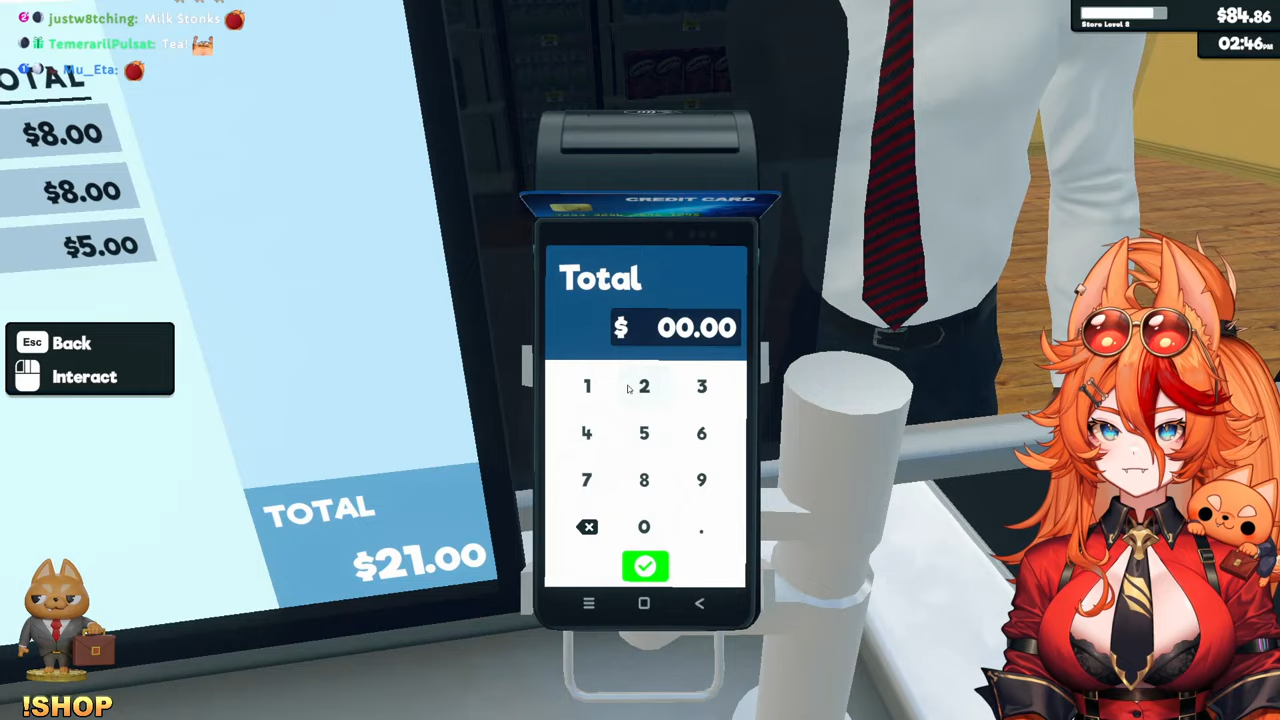 justw8tching: Milk Stonks
TemerarilPulsat: Tea!
Mu__Eta:
$84.86
Store Level 8
02:46PM
OTAL
$8.00
$8.00
$5.00
Esc Back
Interact
CREDIT CARD
Total
$ 00.00
1 2 3
4 5 6
7 8 9
0 .
TOTAL
$21.00
!SHOP